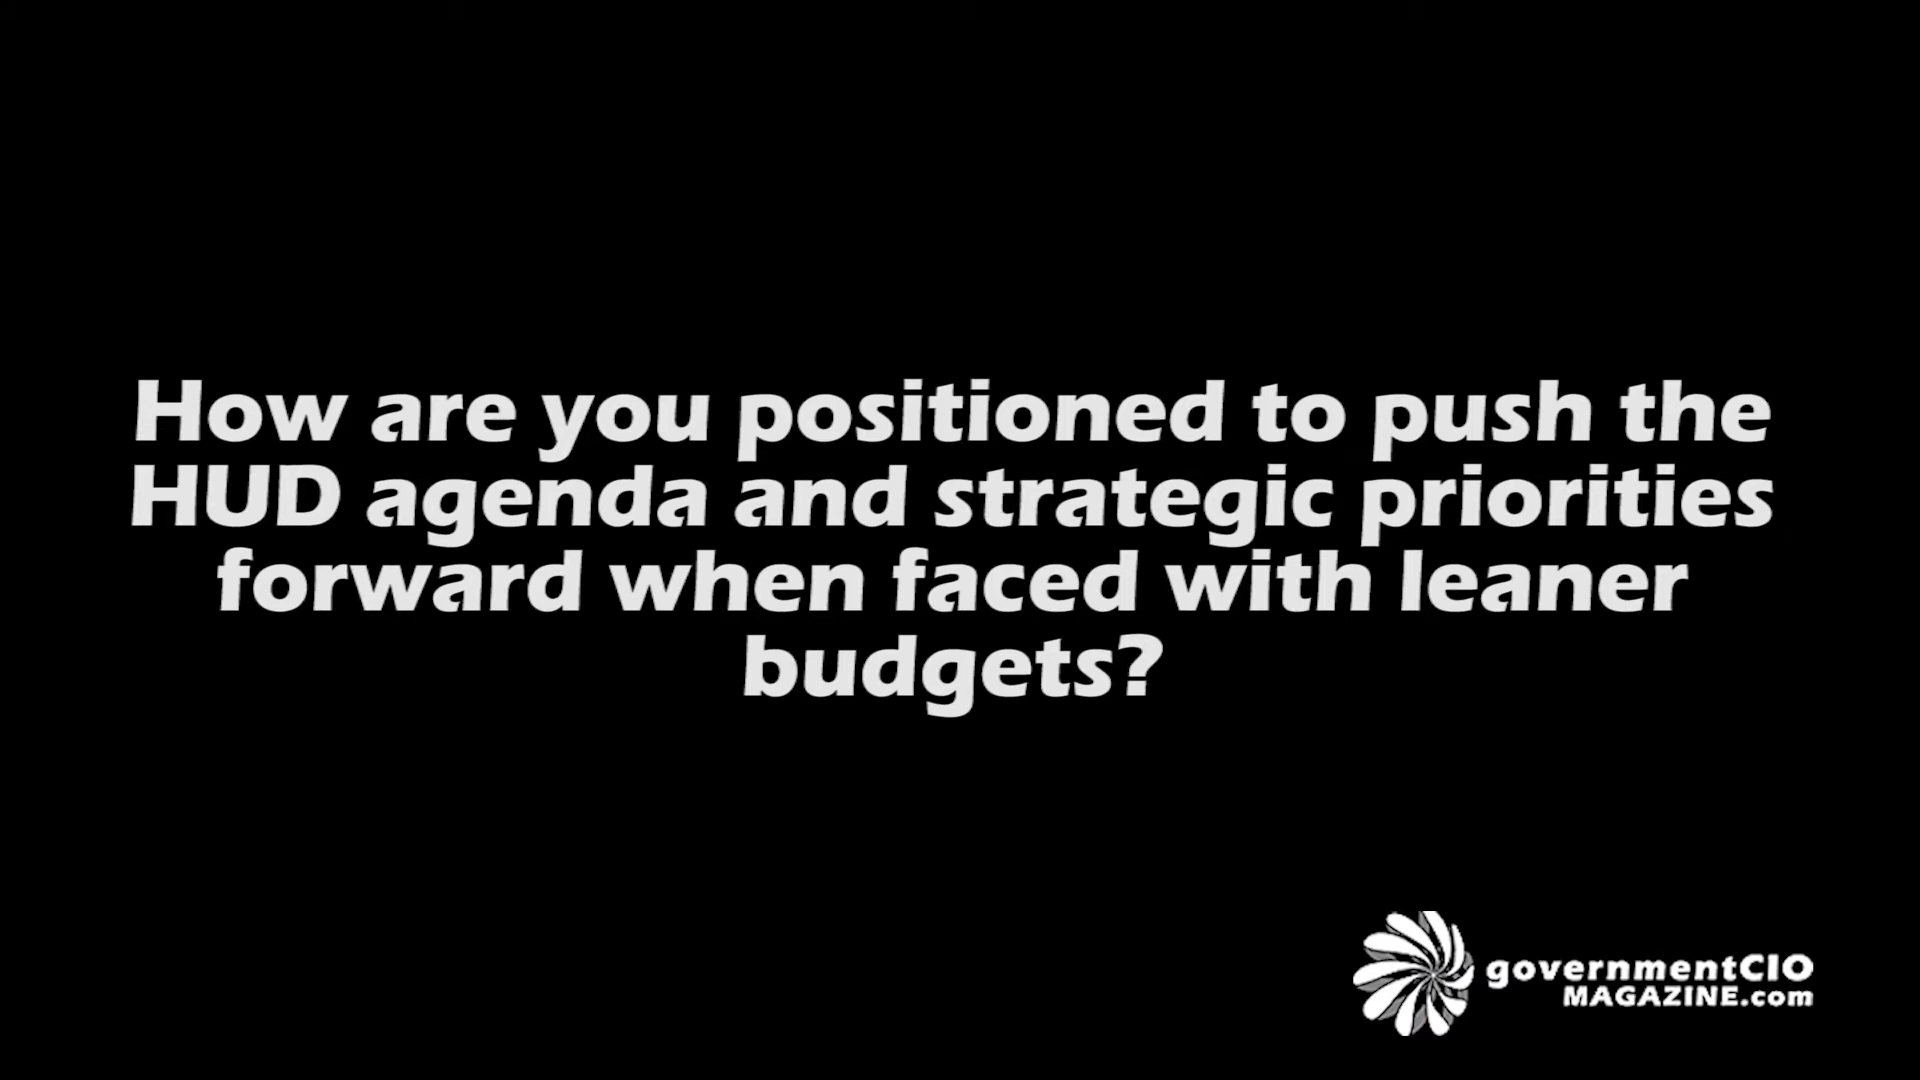 How are you positioned to push the
HUD agenda and strategic priorities
forward when faced with leaner
budgets?
governmentCIO
MAGAZINE.com